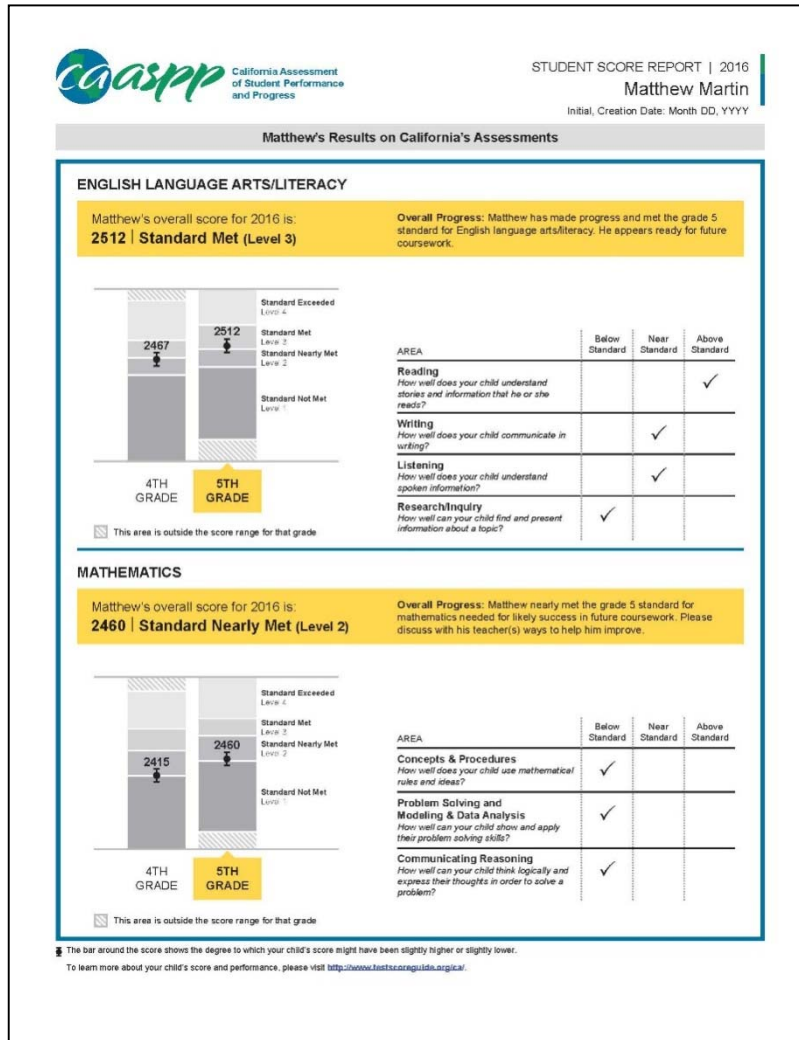 caaspp
California Assessment
of Student Performance
and Progress
STUDENT SCORE REPORT | 2016
Matthew Martin
Initial, Creation Date: Month DD, YYYY
Matthew's Results on California's Assessments
ENGLISH LANGUAGE ARTS/LITERACY
Matthew's overall score for 2016 is:
2512 | Standard Met (Level 3)
Overall Progress: Matthew has made progress and met the grade 5
standard for English language arts/literacy. He appears ready for future
coursework.
2467
2512
Standard Exceeded
Level 4
Standard Met
Level 3
Standard Nearly Met
Level 2
Standard Not Met
Level 1
4TH
GRADE
5TH
GRADE
This area is outside the score range for that grade
AREA
Below
Standard
Near
Standard
Above
Standard
Reading
How well does your child understand
stories and information that he or she
reads?
Writing
How well does your child communicate in
writing?
Listening
How well does your child understand
spoken information?
Research/Inquiry
How well can your child find and present
information about a topic?
MATHEMATICS
Matthew's overall score for 2016 is:
2460 | Standard Nearly Met (Level 2)
Overall Progress: Matthew nearly met the grade 5 standard for
mathematics needed for likely success in future coursework. Please
discuss with his teacher(s) ways to help him improve.
2415
2460
Standard Exceeded
Level 4
Standard Met
Level 3
Standard Nearly Met
Level 2
Standard Not Met
Level 1
4TH
GRADE
5TH
GRADE
This area is outside the score range for that grade
AREA
Below
Standard
Near
Standard
Above
Standard
Concepts & Procedures
How well does your child use mathematical
rules and ideas?
Problem Solving and
Modeling & Data Analysis
How well can your child show and apply
their problem solving skills?
Communicating Reasoning
How well can your child think logically and
express their thoughts in order to solve a
problem?
The bar around the score shows the degree to which your child's score might have been slightly higher or slightly lower.
To learn more about your child's score and performance, please visit http://www.testscoreguide.org/ca/.